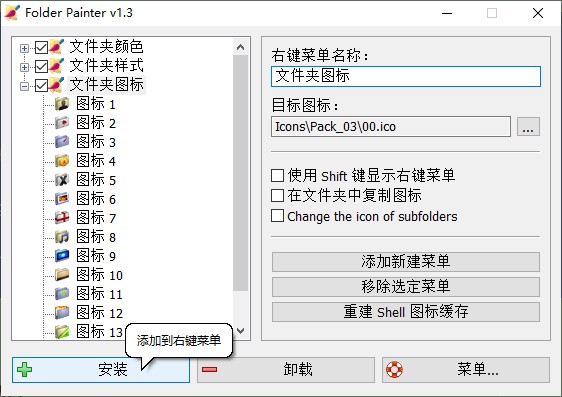 Folder Painter v1.3
文件夹颜色
文件夹样式
文件夹图标
图标 1
图标 2
图标 3
图标 4
图标 5
图标 6
图标 7
图标 8
图标 9
图标 10
图标 11
图标 12
图标 13
右键菜单名称：
文件夹图标
目标图标：
Icons\Pack_03\00.ico
...
使用 Shift 键显示右键菜单
在文件夹中复制图标
Change the icon of subfolders
添加新建菜单
移除选定菜单
重建 Shell 图标缓存
添加到右键菜单
安装
卸载
菜单...